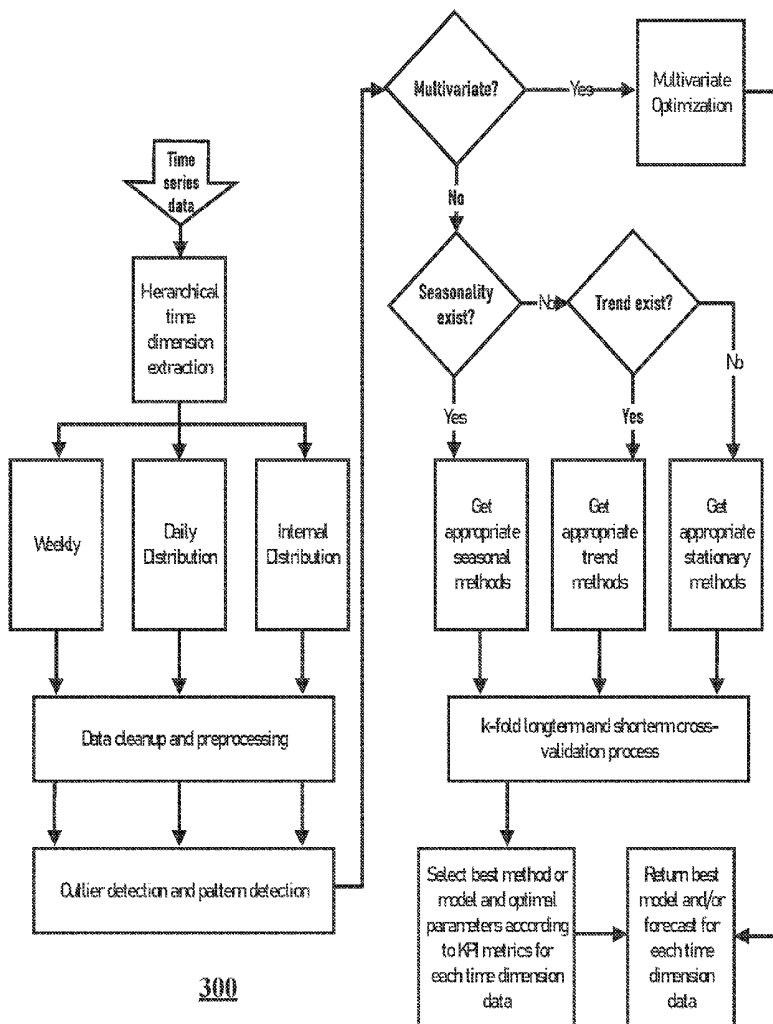 Time
series
data
Hierarchical
time
dimension
extraction
Weekly
Daily
Distribution
Internal
Distribution
Data cleanup and preprocessing
Outlier detection and pattern detection
Multivariate?
Yes
Multivariate
Optimization
No
Seasonality
exist?
No
Trend exist?
No
Yes
Yes
Get
appropriate
seasonal
methods
Get
appropriate
trend
methods
Get
appropriate
stationary
methods
k-fold longterm and shorterm cross-
validation process
Select best method or
model and optimal
parameters according
to KPI metrics for
each time dimension
data
Return best
model and/or
forecast for
each time
dimension
data
300